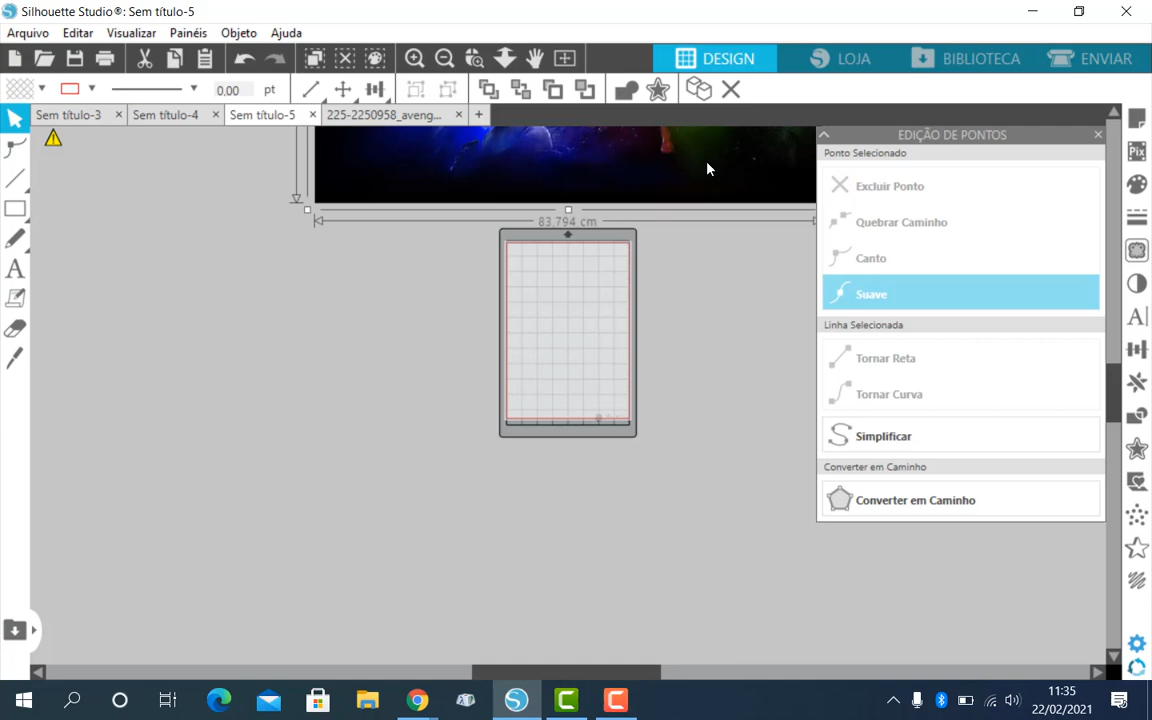 Silhouette Studio®: Sem título-5
Arquivo Editar Visualizar Painéis Objeto Ajuda
DESIGN LOJA BIBLIOTECA ENVIAR
0,00 pt
Sem título-3 Sem título-4 Sem título-5 225-2250958_aveng...
EDIÇÃO DE PONTOS
Ponto Selecionado
Excluir Ponto
Quebrar Caminho
Canto
Suave
Linha Selecionada
Tornar Reta
Tornar Curva
Simplificar
Converter em Caminho
Converter em Caminho
83,794 cm
Pix
11:35
22/02/2021